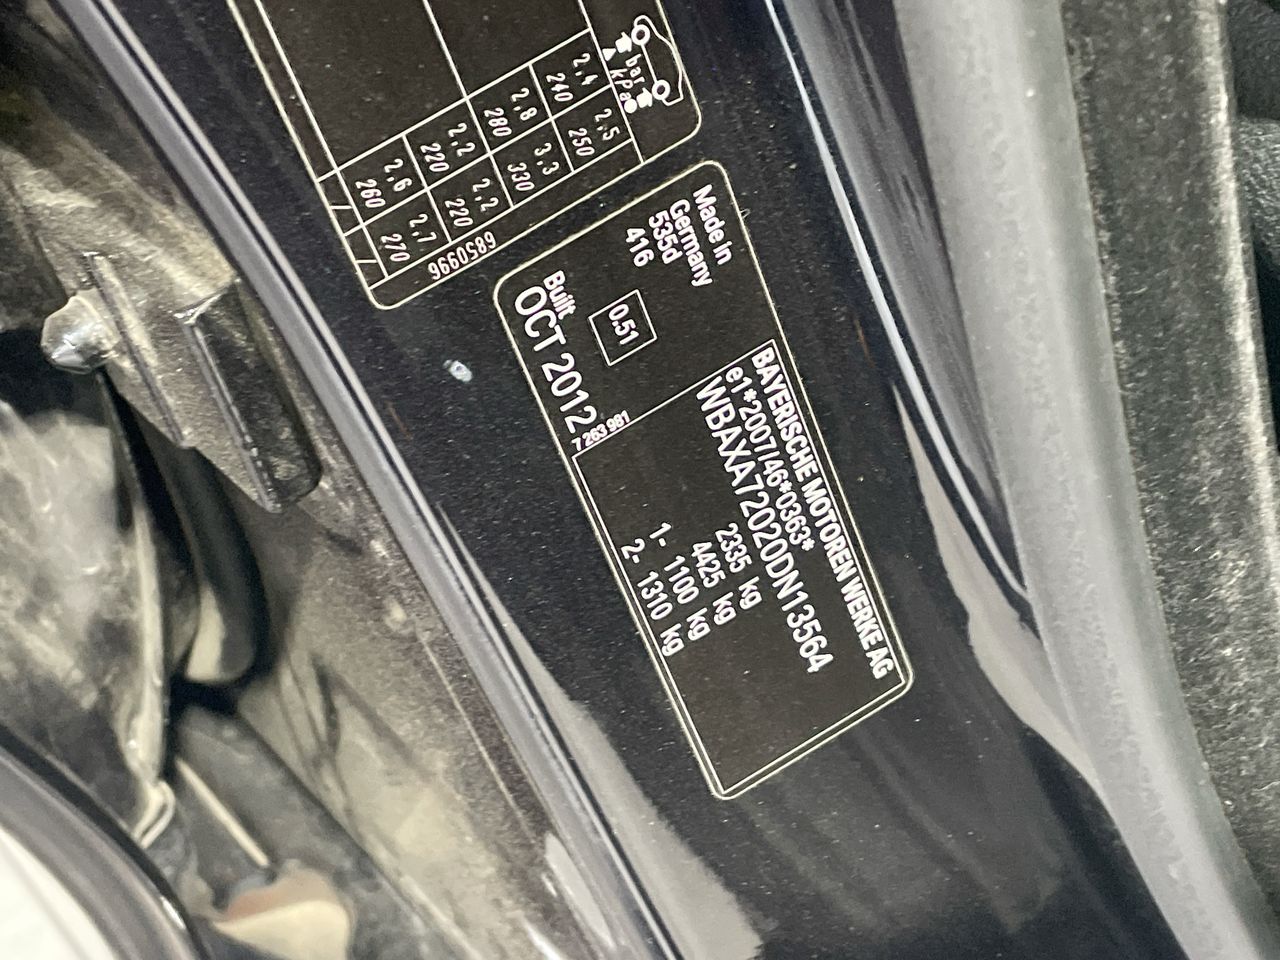 bar
kPa
2,4 2,5
240 250
2,8 3,3
280 330
2,2 2,2
220 220
2,6 2,7
260 270
6850996
Made in
Germany
535d
416
0.51
Built
OCT 2012
7 263 981
BAYERISCHE MOTOREN WERKE AG
e1*2007/46*0363*
WBAXA72020DN13564
2335 kg
4425 kg
1- 1100 kg
2- 1310 kg